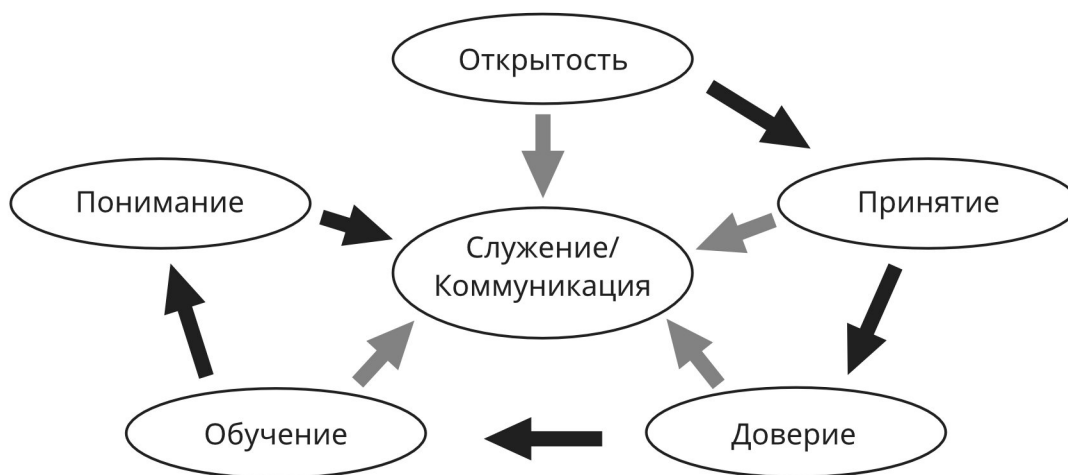 Открытость
Понимание
Принятие
Служение/
Коммуникация
Обучение
Доверие